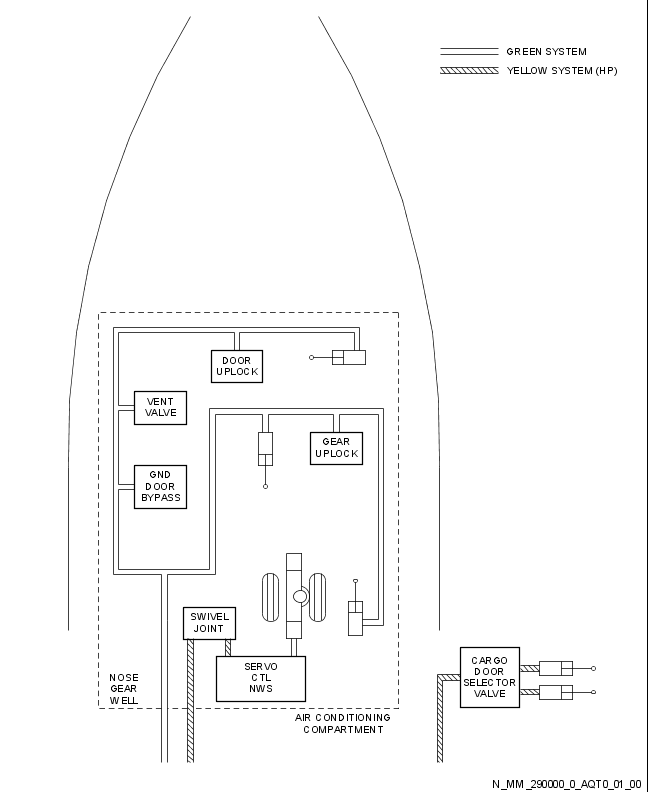 GREEN SYSTEM
YELLOW SYSTEM (HP)
DOOR
UPLOCK
VENT
VALVE
GEAR
UPLOCK
GND
DOOR
BYPASS
SWIVEL
JOINT
SERVO
CTL
NWS
NOSE
GEAR
WELL
CARGO
DOOR
SELECTOR
VALVE
AIR CONDITIONING
COMPARTMENT
N_MM_290000_0_AQT0_01_00